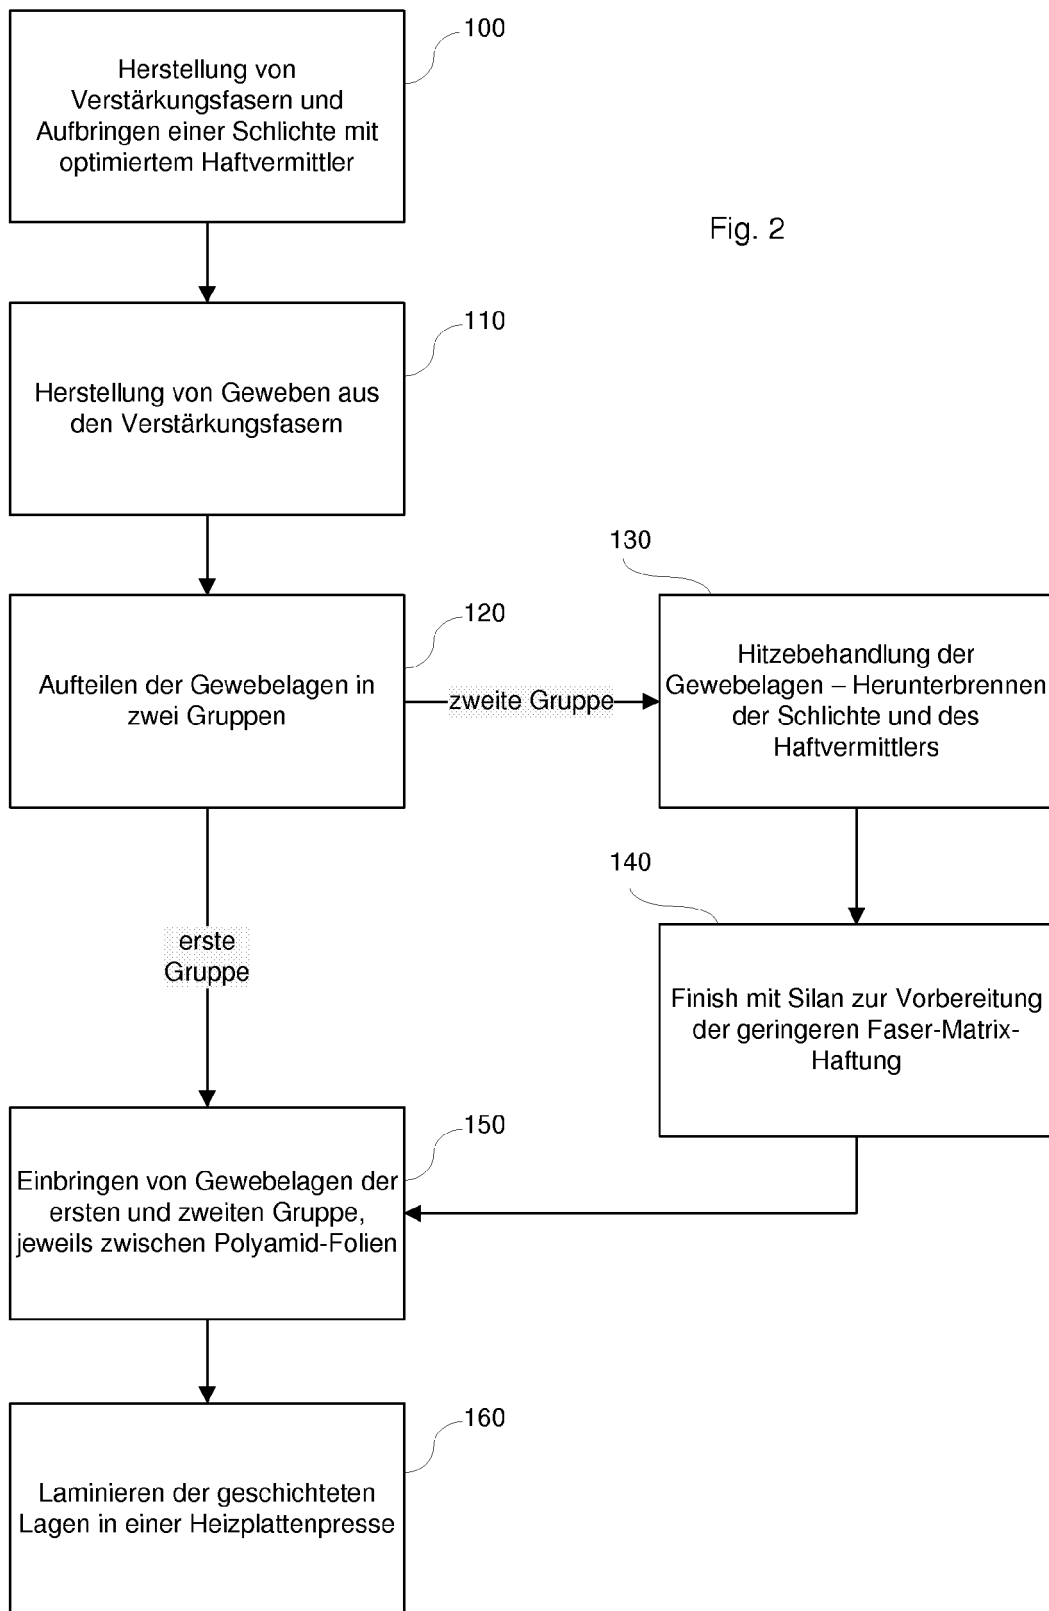 100
Herstellung von
Verstärkungsfasern und
Aufbringen einer Schlichte mit
optimiertem Haftvermittler
Fig. 2
110
Herstellung von Geweben aus
den Verstärkungsfasern
120
Aufteilen der Gewebelagen in
zwei Gruppen
zweite Gruppe
130
Hitzebehandlung der
Gewebelagen – Herunterbrennen
der Schlichte und des
Haftvermittlers
140
Finish mit Silan zur Vorbereitung
der geringeren Faser-Matrix-
Haftung
erste
Gruppe
150
Einbringen von Gewebelagen der
ersten und zweiten Gruppe,
jeweils zwischen Polyamid-Folien
160
Laminieren der geschichteten
Lagen in einer Heizplattenpresse